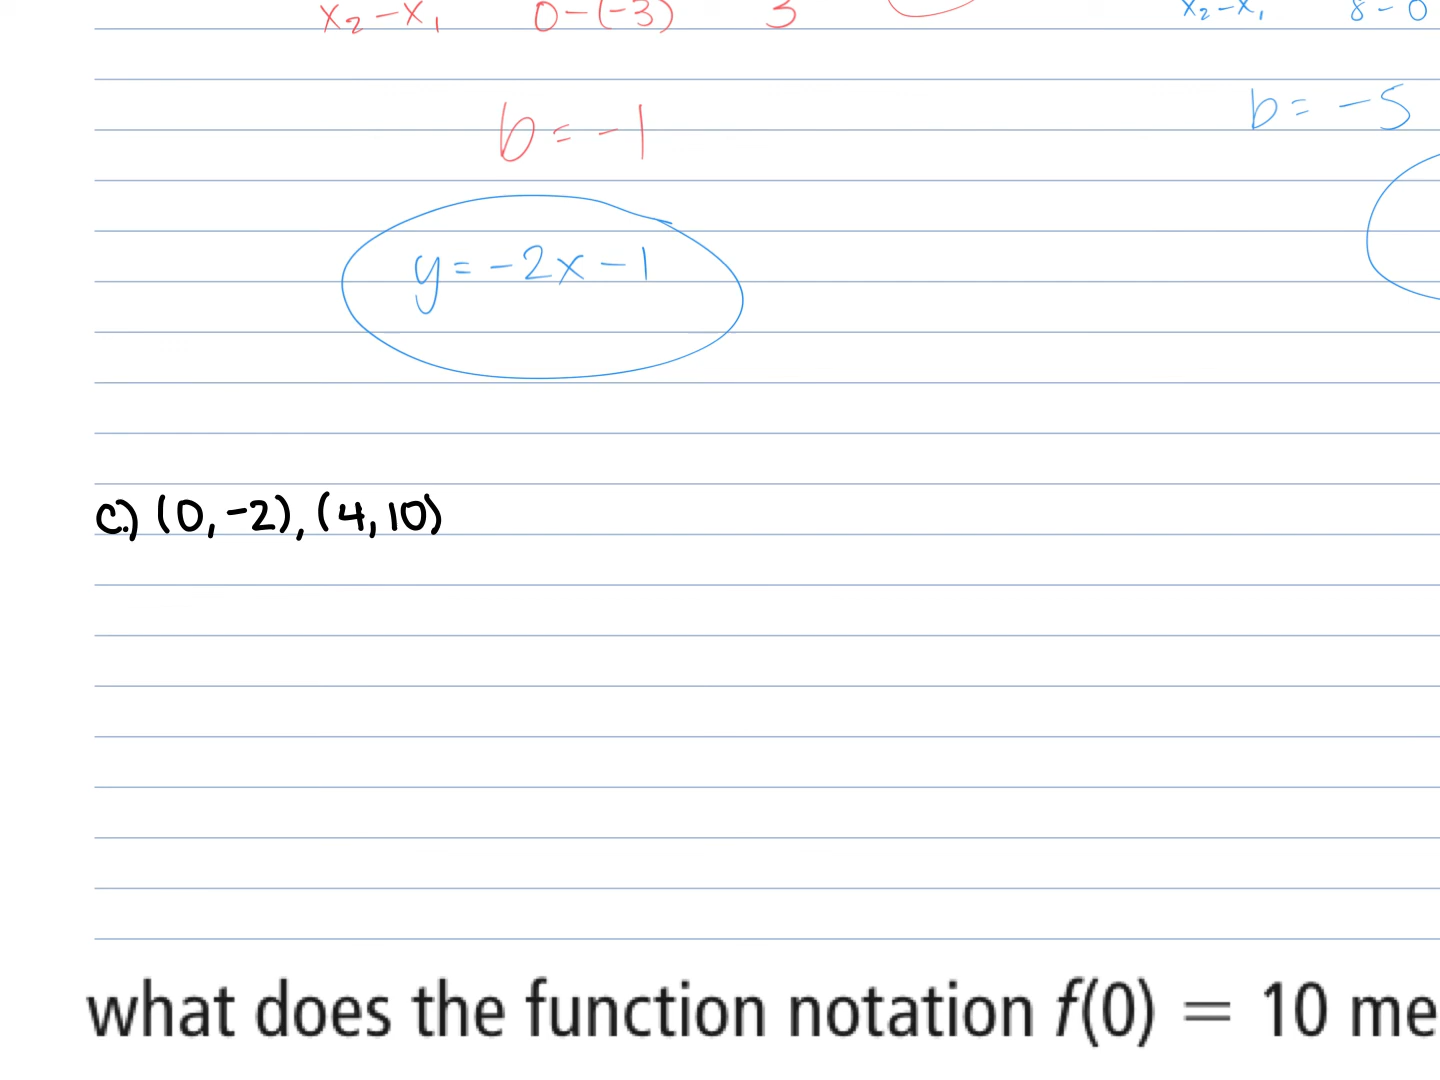 x₂-x₁ 0-(-3) 3 x₂-x₁ 8-0
b = -1 b = -5
y = -2x-1
c.) (0,-2), (4,10)
what does the function notation f(0) = 10 me